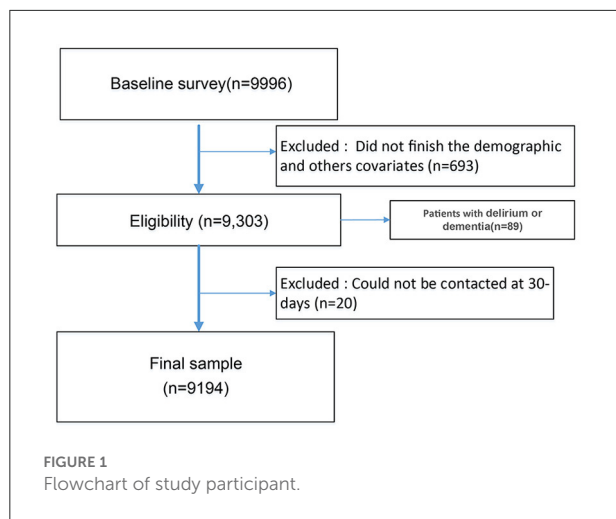 Baseline survey(n=9996)
Excluded : Did not finish the demographic
and others covariates (n=693)
Eligibility (n=9,303)
Patients with delirium or
dementia(n=89)
Excluded : Could not be contacted at 30-
days (n=20)
Final sample
(n=9194)
FIGURE 1
Flowchart of study participant.